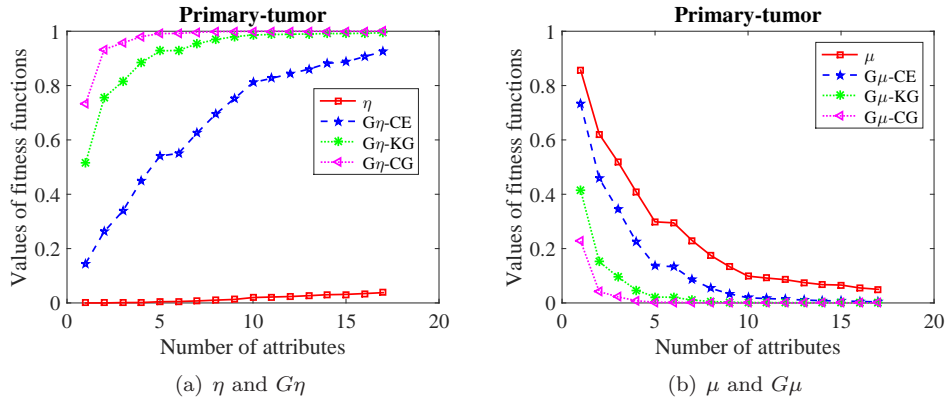 Primary-tumor
Values of fitness functions
1
0.8
0.6
0.4
0.2
0
η
Gη-CE
Gη-KG
Gη-CG
0 5 10 15 20
Number of attributes
(a) η and Gη
Primary-tumor
Values of fitness functions
1
0.8
0.6
0.4
0.2
0
μ
Gμ-CE
Gμ-KG
Gμ-CG
0 5 10 15 20
Number of attributes
(b) μ and Gμ